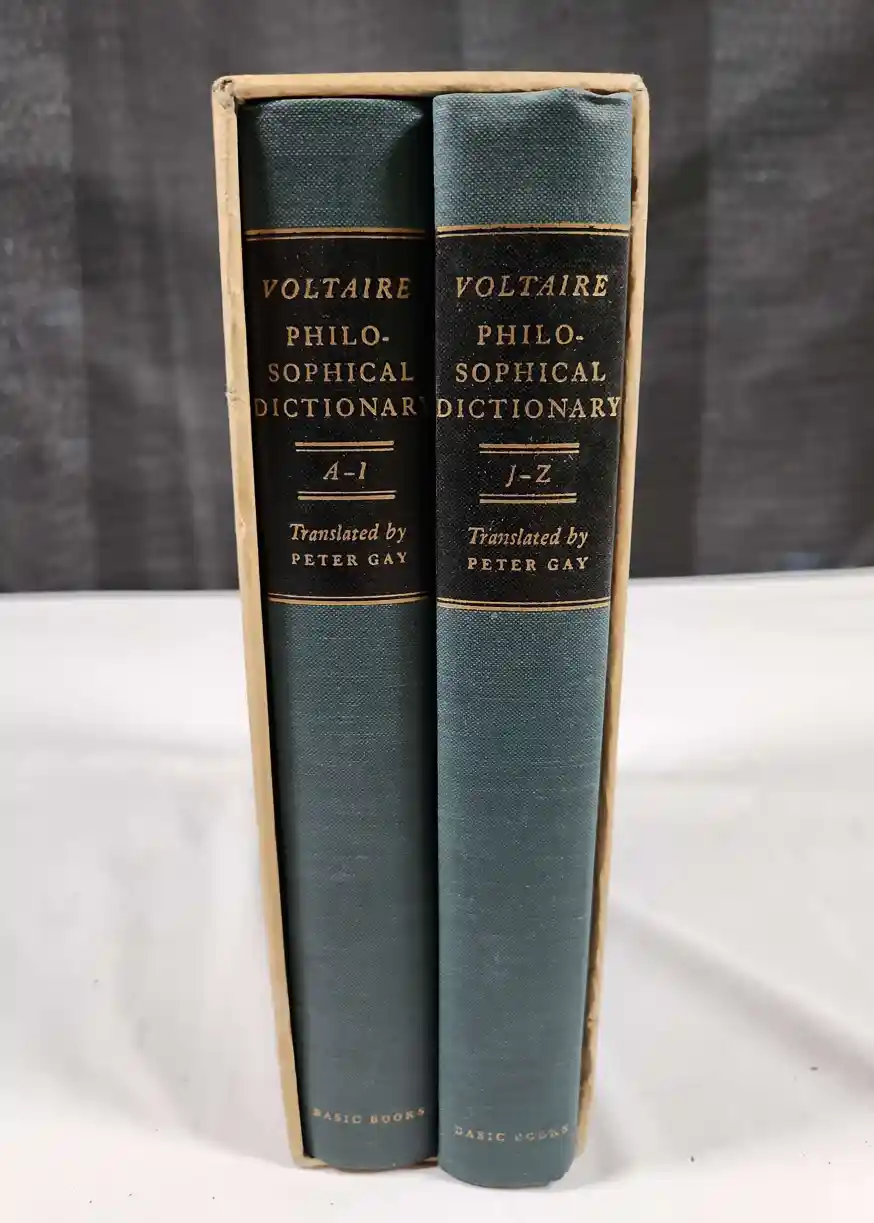 VOLTAIRE
PHILO-
SOPHICAL
DICTIONARY
A-I
Translated by
PETER GAY
BASIC BOOKS
VOLTAIRE
PHILO-
SOPHICAL
DICTIONARY
J-Z
Translated by
PETER GAY
BASIC BOOKS